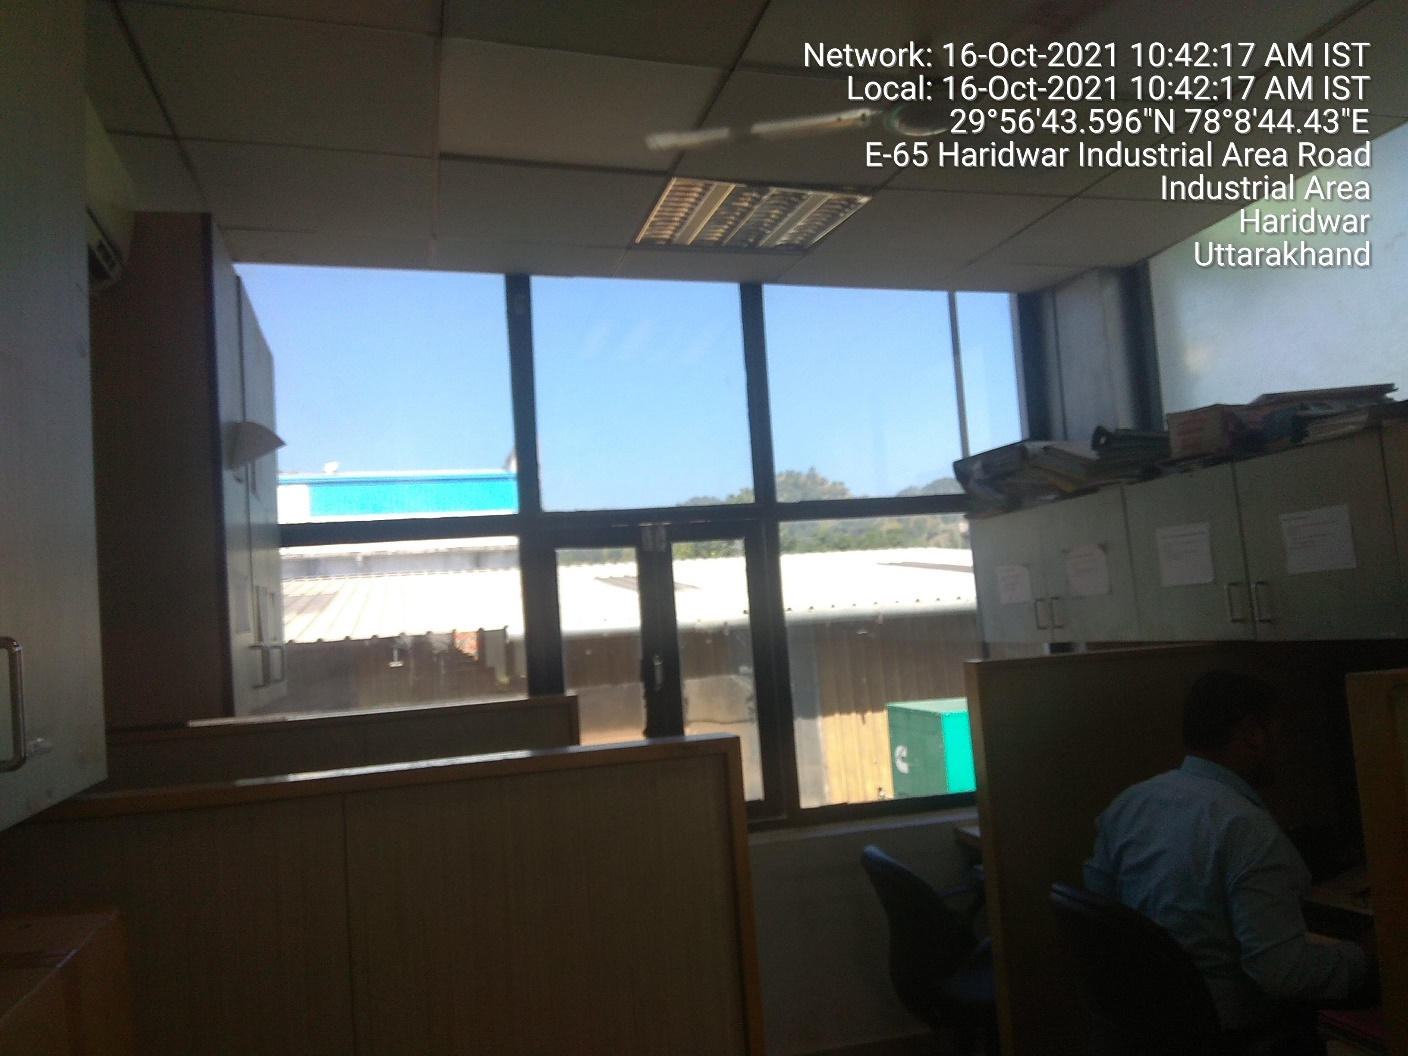 Network: 16-Oct-2021 10:42:17 AM IST
Local: 16-Oct-2021 10:42:17 AM IST
29°56'43.596"N 78°8'44.43"E
E-65 Haridwar Industrial Area Road
Industrial Area
Haridwar
Uttarakhand